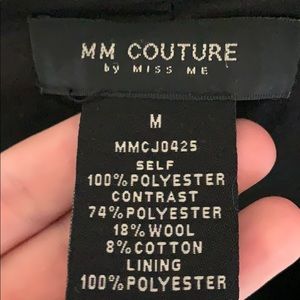 MM COUTURE
by MISS ME
M
MMCJ0425
SELF
100%POLYESTER
CONTRAST
74%POLYESTER
18%WOOL
8%COTTON
LINING
100%POLYESTER